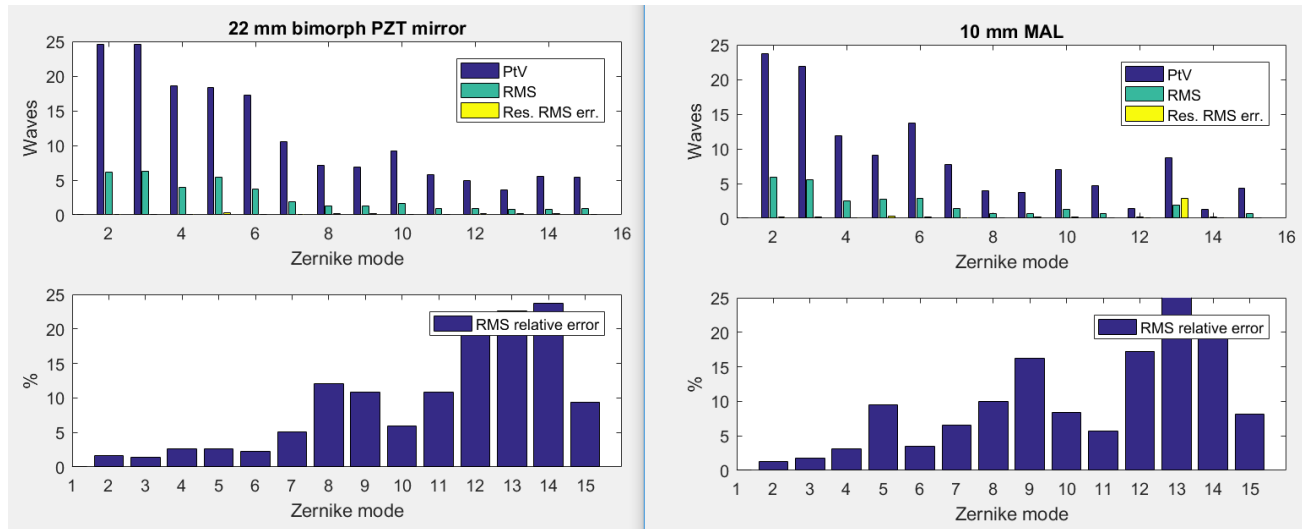 22 mm bimorph PZT mirror
25
20
15
10
5
0
Waves
PtV
RMS
Res. RMS err.
2 4 6 8 10 12 14 16
Zernike mode
25
20
15
10
5
0
%
RMS relative error
1 2 3 4 5 6 7 8 9 10 11 12 13 14 15
Zernike mode
10 mm MAL
25
20
15
10
5
0
Waves
PtV
RMS
Res. RMS err.
2 4 6 8 10 12 14 16
Zernike mode
25
20
15
10
5
0
%
RMS relative error
1 2 3 4 5 6 7 8 9 10 11 12 13 14 15
Zernike mode